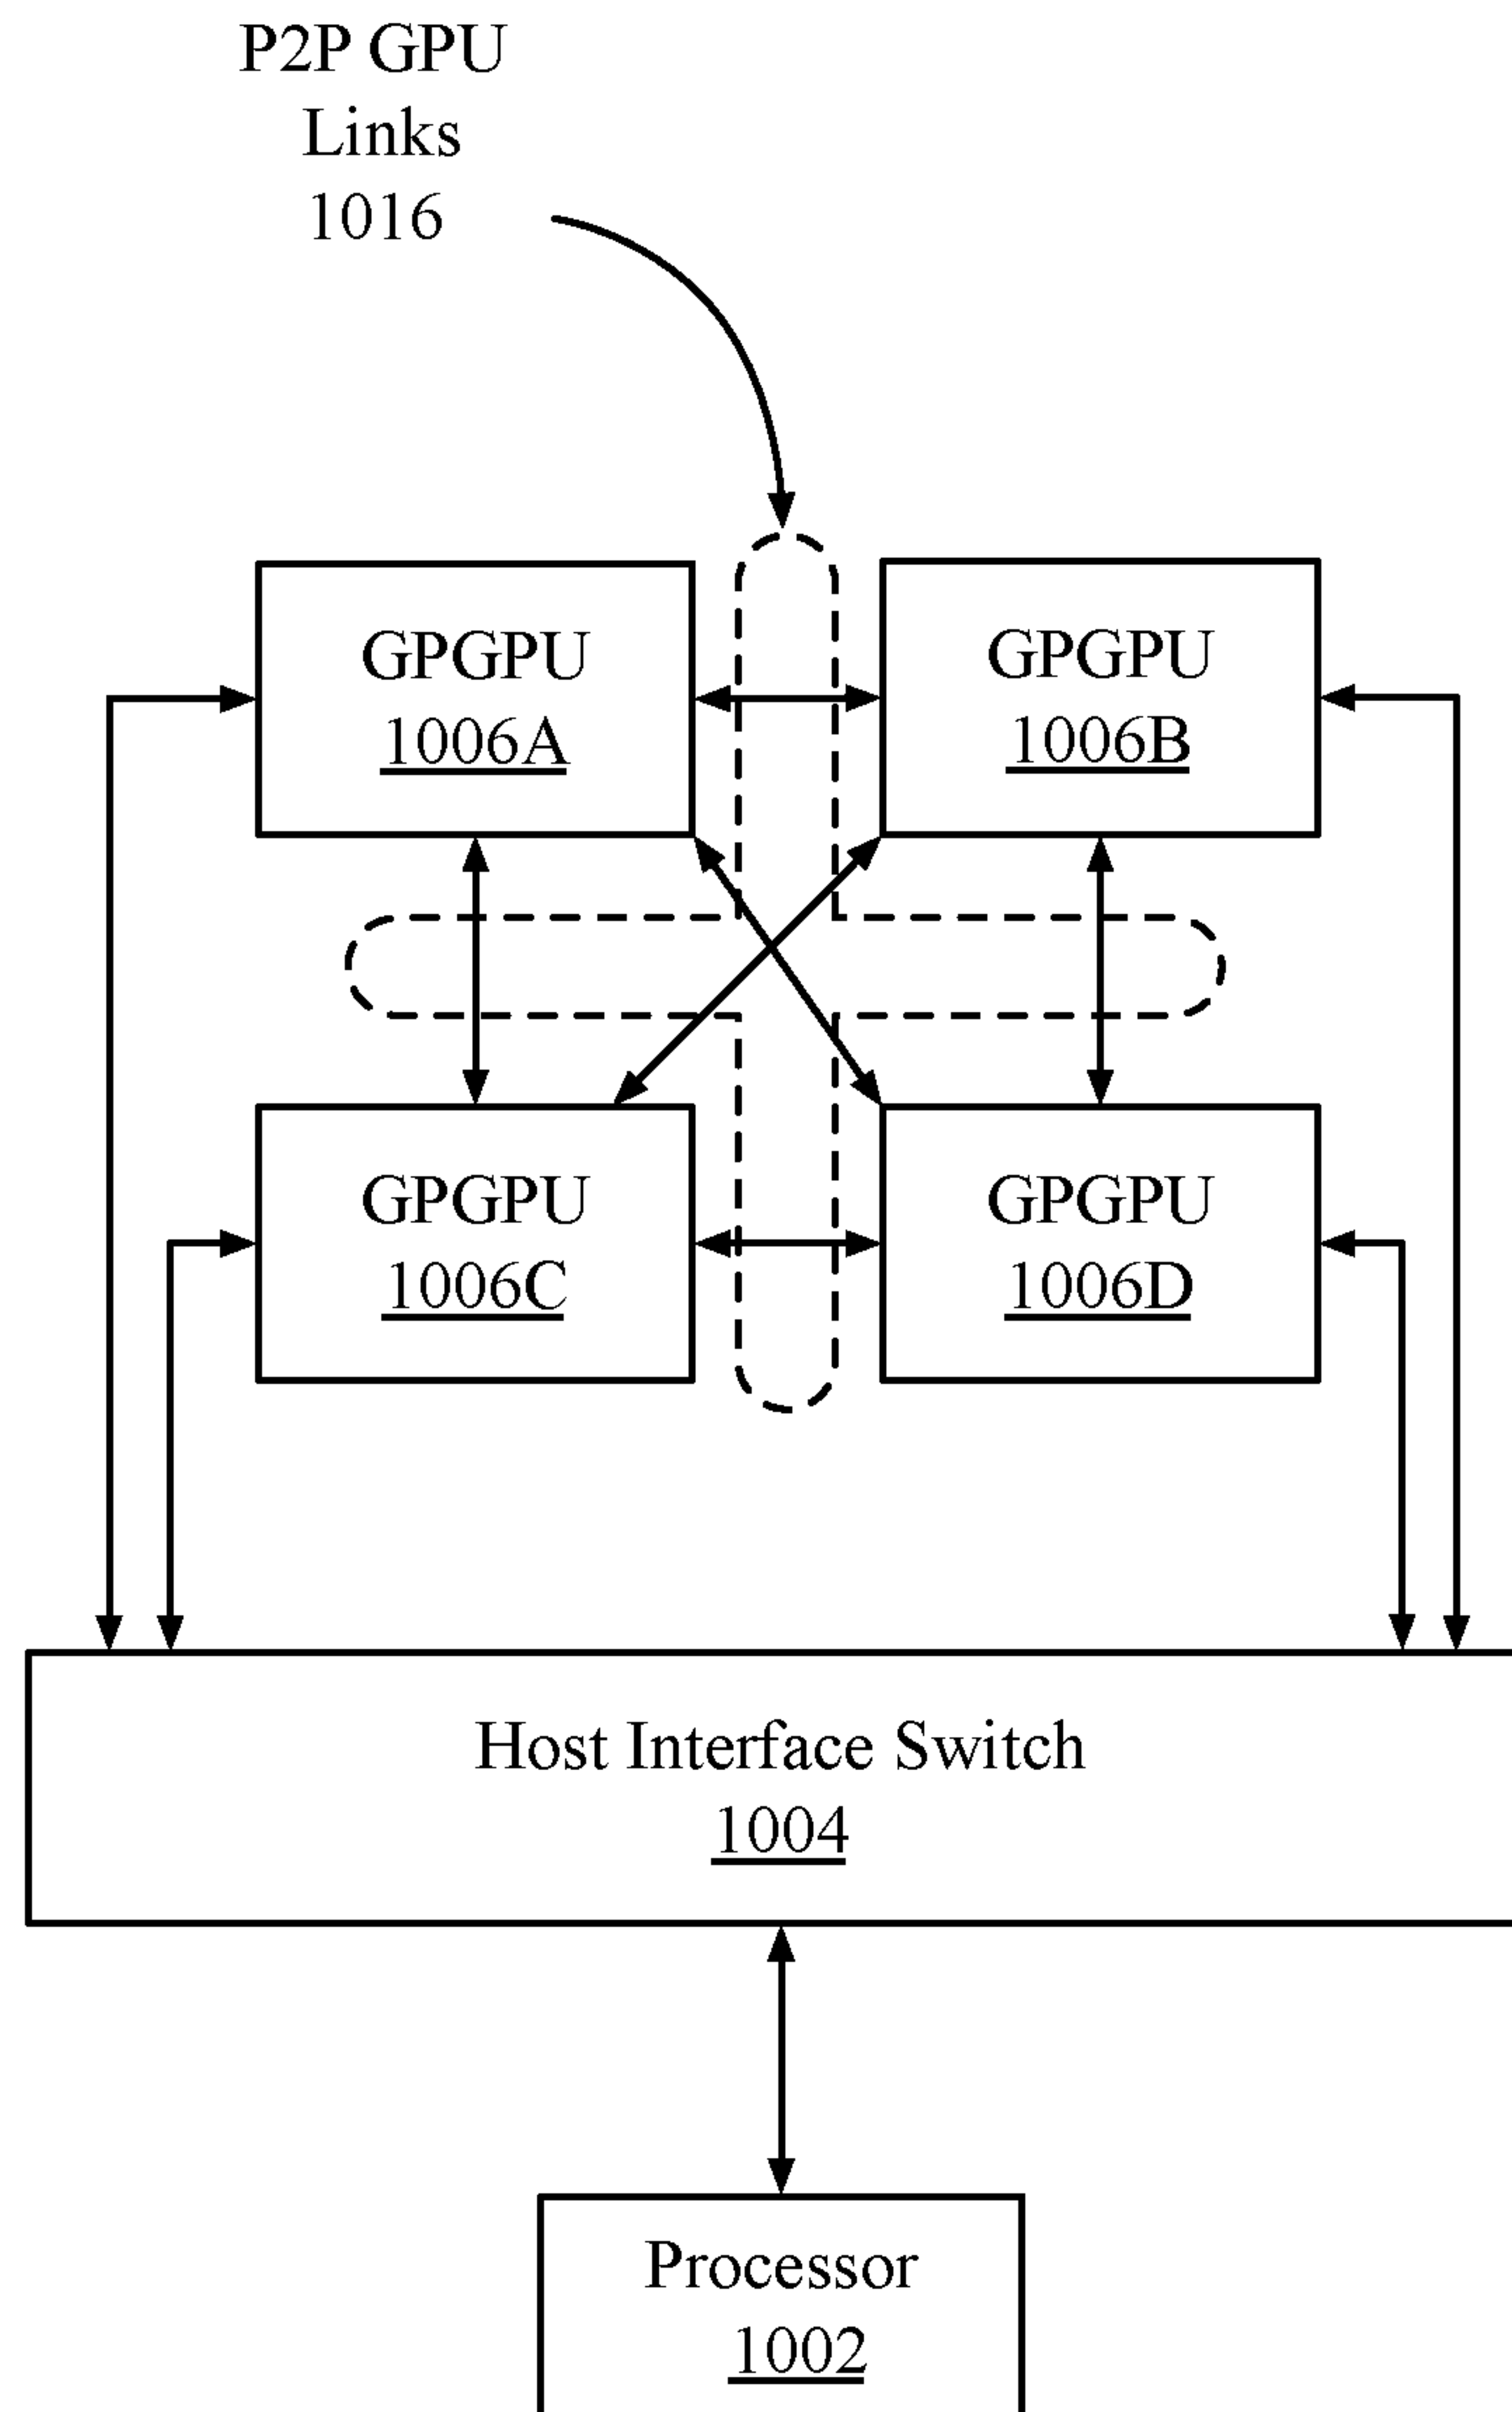 P2P GPU
Links
1016
GPGPU
1006A
GPGPU
1006B
GPGPU
1006C
GPGPU
1006D
Host Interface Switch
1004
Processor
1002